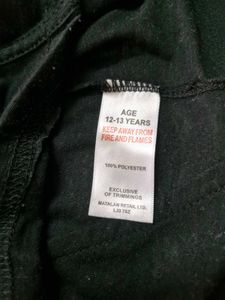 AGE
12-13 YEARS
KEEP AWAY FROM
FIRE AND FLAMES
100% POLYESTER
EXCLUSIVE
OF TRIMMINGS
MATALAN RETAIL LTD.
L33 7SZ